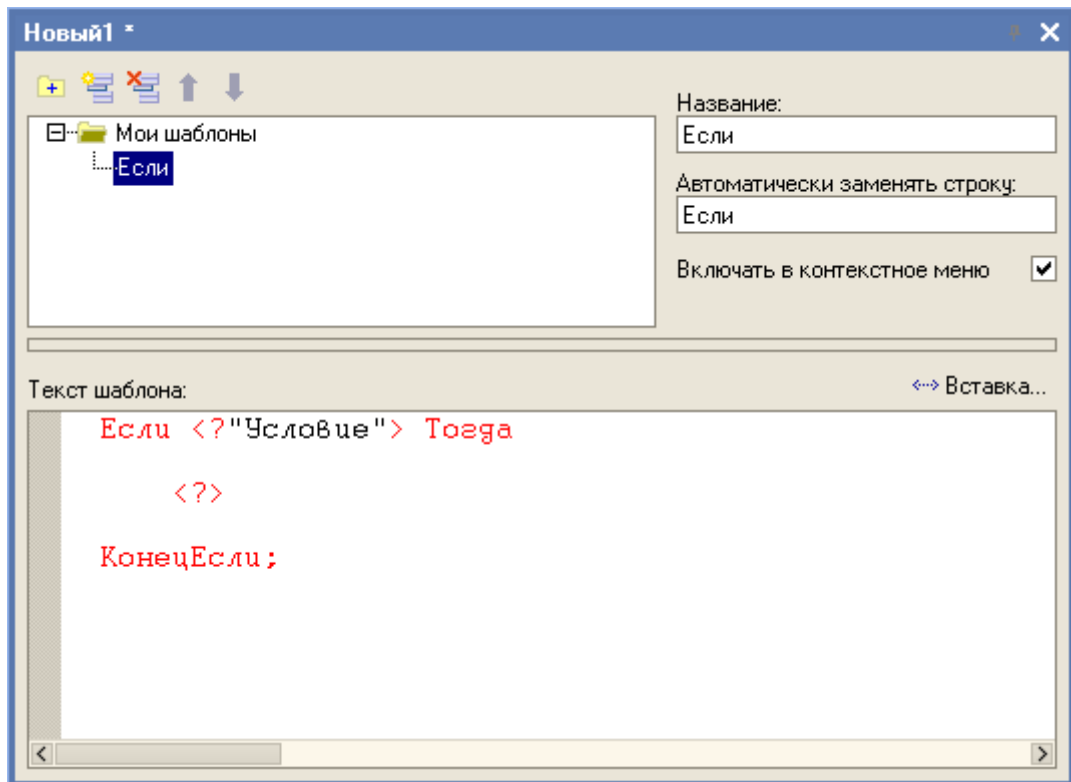 Новый1 *
Название:
Мои шаблоны
Если
Если
Автоматически заменять строку:
Если
Включать в контекстное меню
Текст шаблона:
Вставка...
Если <?"Условие"> Тогда
<?>
КонецЕсли;